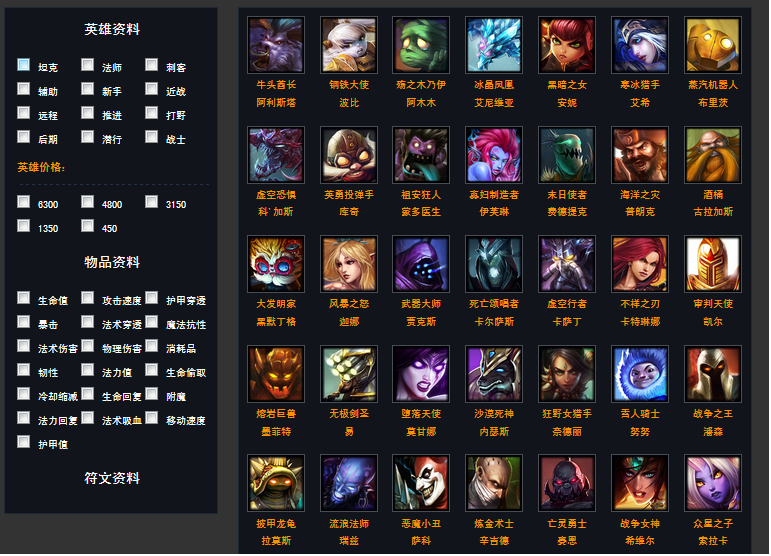 英雄资料
坦克 法师 刺客
辅助 新手 近战
远程 推进 打野
后期 潜行 战士
英雄价格：
6300 4800 3150
1350 450
物品资料
生命值 攻击速度 护甲穿透
暴击 法术穿透 魔法抗性
法术伤害 物理伤害 消耗品
韧性 法力值 生命偷取
冷却缩减 生命回复 附魔
法力回复 法术吸血 移动速度
护甲值
符文资料
牛头酋长 钢铁大使 殇之木乃伊 冰晶凤凰 黑暗之女 寒冰猎手 蒸汽机器人
阿利斯塔 波比 阿木木 艾尼维亚 安妮 艾希 布里茨
虚空恐惧 英勇投弹手 祖安狂人 寡妇制造者 末日使者 海洋之灾 酒桶
科`加斯 库奇 蒙多医生 伊芙琳 费德提克 普朗克 古拉加斯
大发明家 风暴之怒 武器大师 死亡颂唱者 虚空行者 不祥之刃 审判天使
黑默丁格 迦娜 贾克斯 卡尔萨斯 卡萨丁 卡特琳娜 凯尔
熔岩巨兽 无极剑圣 堕落天使 沙漠死神 狂野女猎手 雪人骑士 战争之王
墨菲特 易 莫甘娜 内瑟斯 奈德丽 努努 潘森
披甲龙龟 流浪法师 恶魔小丑 炼金术士 亡灵勇士 战争女神 众星之子
拉莫斯 瑞兹 萨科 辛吉德 赛恩 希维尔 索拉卡